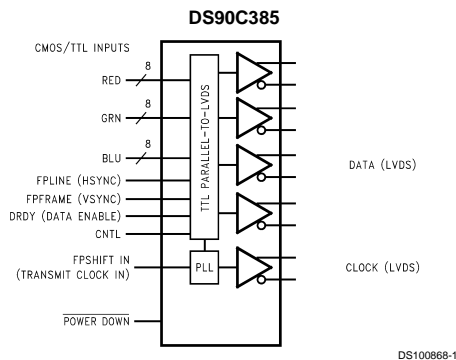 DS90C385
CMOS/TTL INPUTS
8
RED
8
GRN
8
BLU
FPLINE (HSYNC)
FPFRAME (VSYNC)
DRDY (DATA ENABLE)
CNTL
FPSHIFT IN
(TRANSMIT CLOCK IN)
POWER DOWN
TTL PARALLEL-TO-LVDS
PLL
DATA (LVDS)
CLOCK (LVDS)
DS100868-1